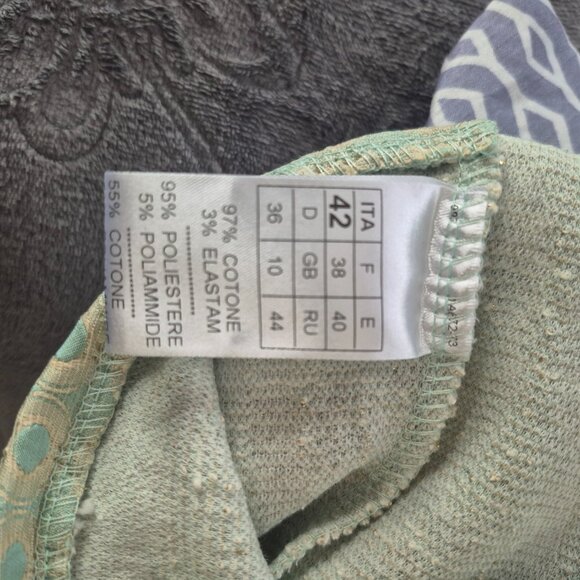 ITA F E
42 38 40
D GB RU
36 10 44
97% COTONE
3% ELASTAM
95% POLIESTERE
5% POLIAMMIDE
55% COTONE